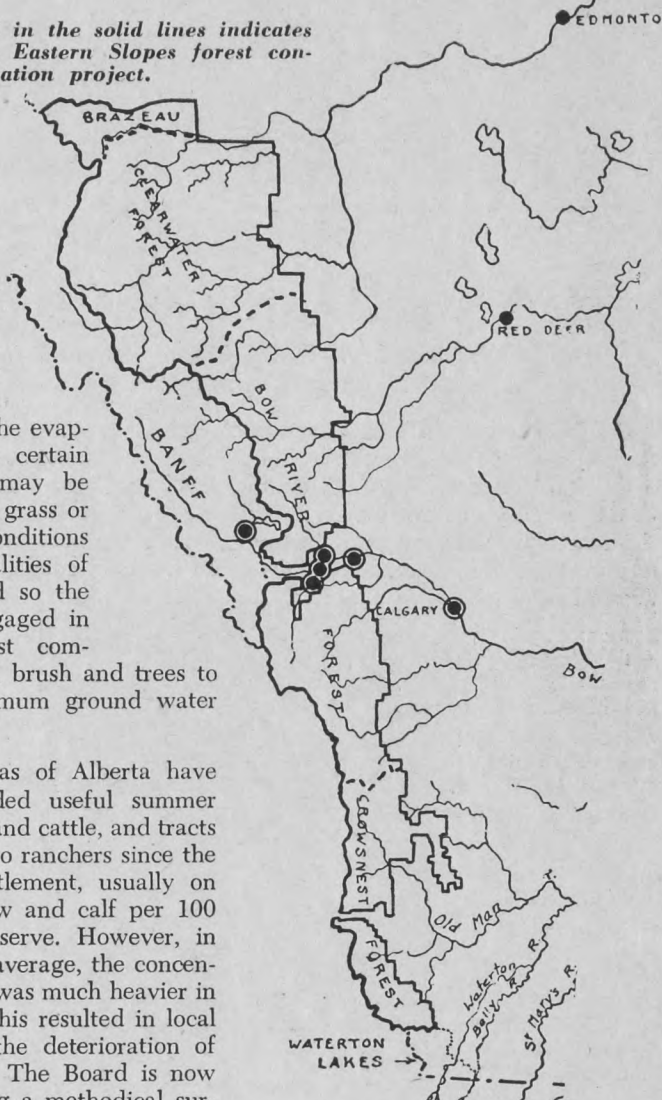 in the solid lines indicates
Eastern Slopes forest con-
ation project.
EDMONTO
BRAZEAU
CLEARWATER
FOREST
RED DEER
BOW
RIVER
FOREST
BANFF
CALGARY
BOW
CROWSNEST
FOREST
Old Man R.
Waterton R.
Belly R.
St Mary's R.
WATERTON
LAKES
he evap-
certain
may be
grass or
onditions
alities of
d so the
gaged in
st com-
brush and trees to
mum ground water
as of Alberta have
ded useful summer
and cattle, and tracts
o ranchers since the
tlement, usually on
w and calf per 100
serve. However, in
average, the concen-
was much heavier in
his resulted in local
the deterioration of
The Board is now
g a methodical sur-